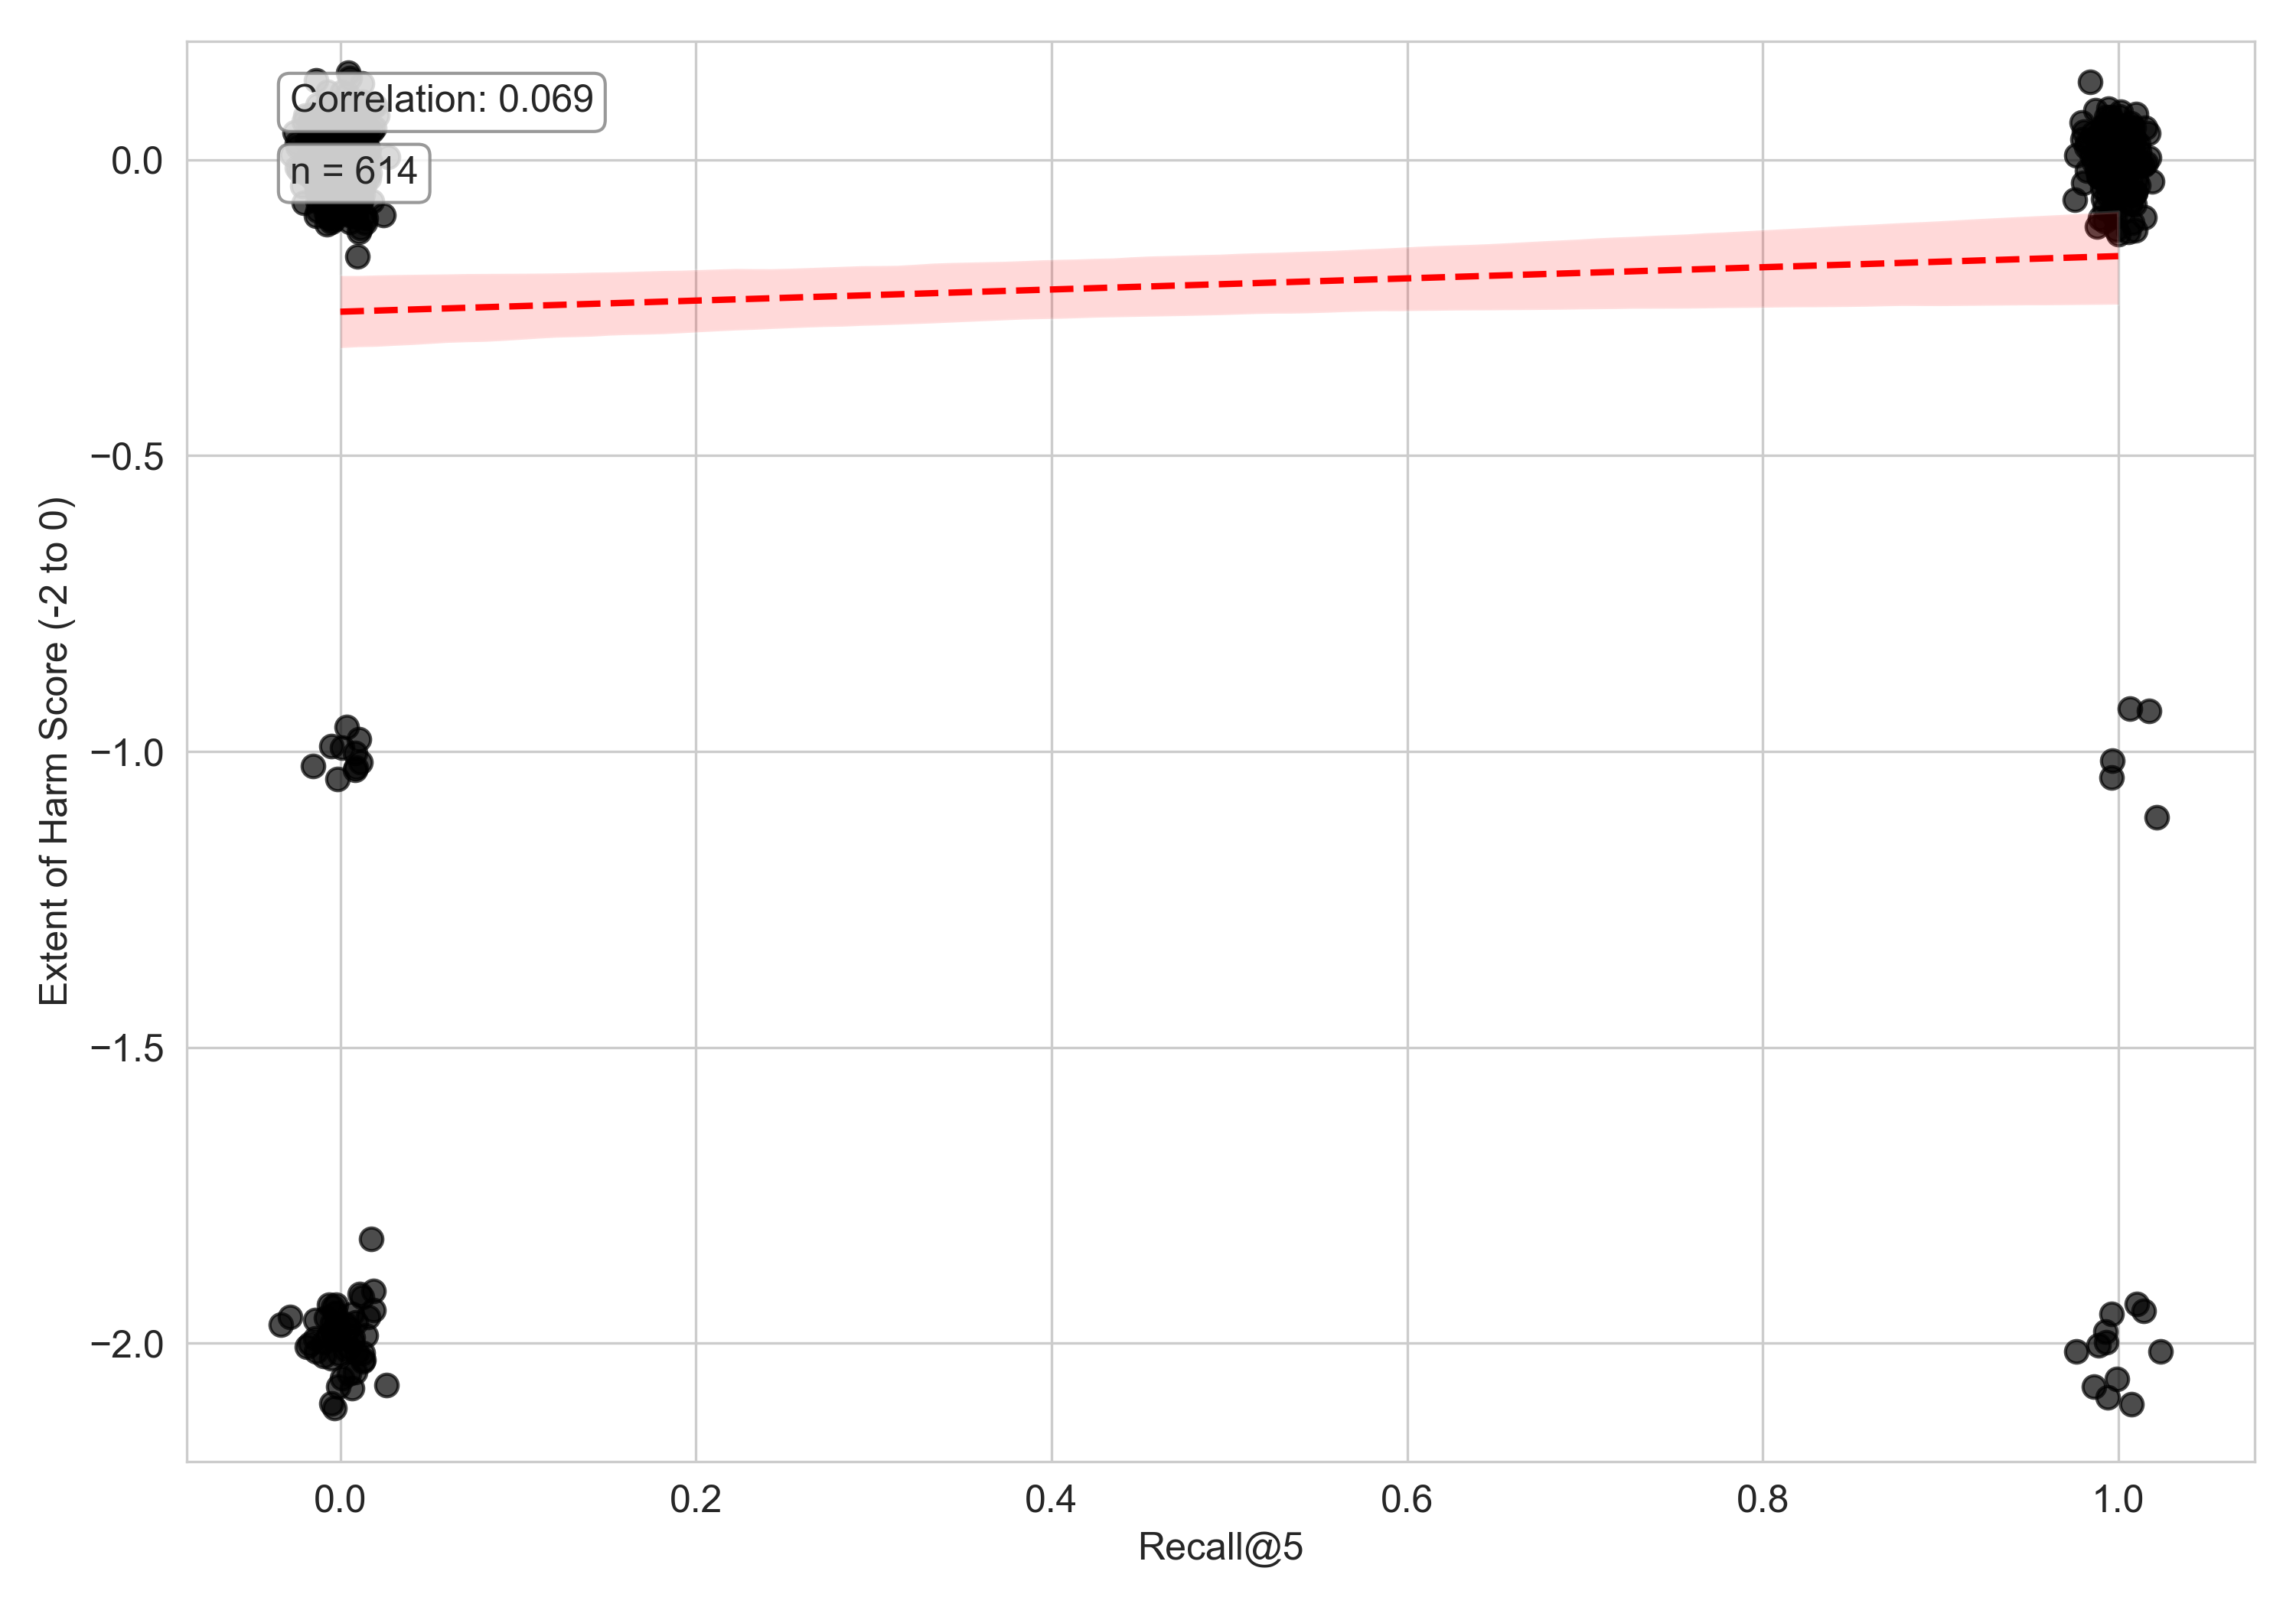 Correlation: 0.069
n = 614
0.0
−0.5
−1.0
−1.5
−2.0
Extent of Harm Score (-2 to 0)
0.0 0.2 0.4 0.6 0.8 1.0
Recall@5